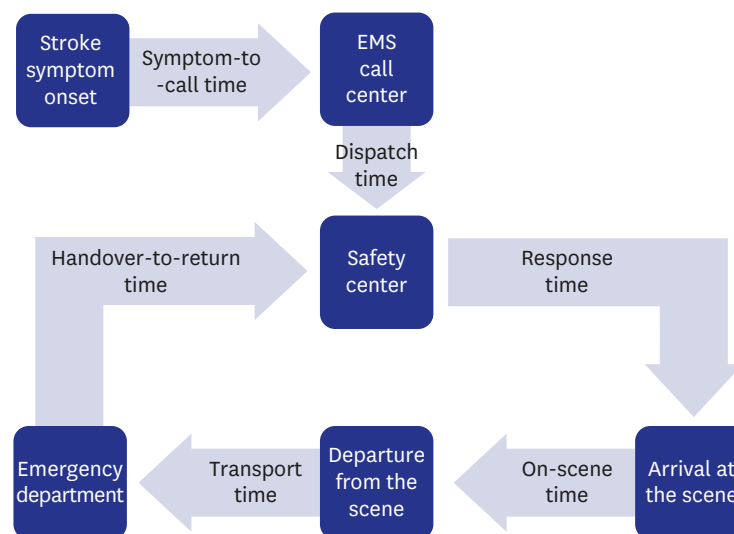 Stroke
symptom
onset
Symptom-to
-call time
EMS
call
center
Dispatch
time
Handover-to-return
time
Safety
center
Response
time
Emergency
department
Transport
time
Departure
from the
scene
On-scene
time
Arrival at
the scene